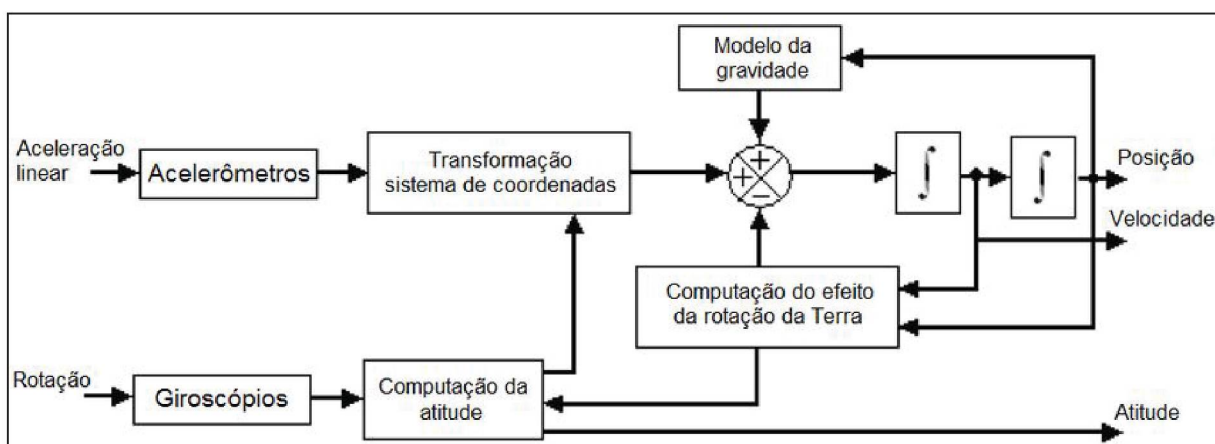 Modelo da
gravidade
Aceleração
linear
Acelerômetros
Transformação
sistema de coordenadas
+
+
−
∫
∫
Posição
Velocidade
Computação do efeito
da rotação da Terra
Rotação
Giroscópios
Computação da
atitude
Atitude